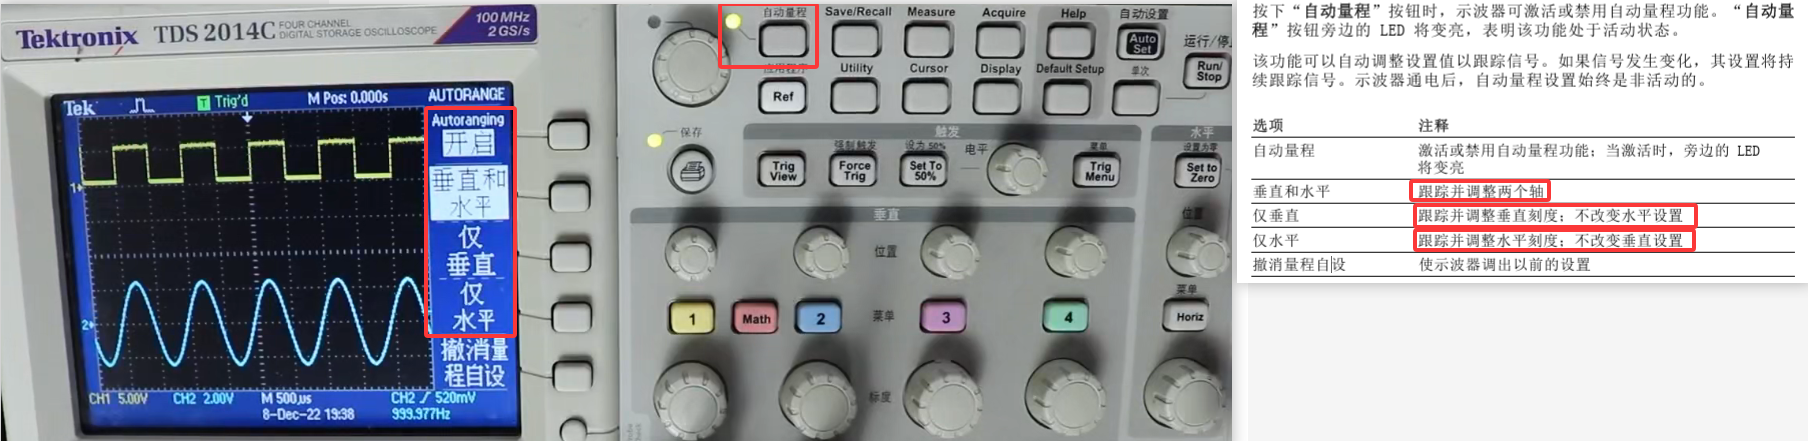 Tektronix TDS 2014C FOUR CHANNEL
DIGITAL STORAGE OSCILLOSCOPE
100 MHz
2 GS/s
Tek
T Trig'd
M Pos: 0.000s
AUTORANGE
Autoranging
开启
垂直和
水平
仅
垂直
仅
水平
撤消量
程自设
1
2
CH1 5.00V
CH2 2.00V
M 500µs
CH2 520mV
8-Dec-22 19:38
999.977Hz
自动量程
Save/Recall
Measure
Acquire
Help
自动设置
Auto
Set
运行/停止
Run/
Stop
应用程序
Utility
Cursor
Display
Default Setup
单次
Ref
保存
触发
水平
强制触发
设为 50%
电平
菜单
设置为零
Trig
View
Force
Trig
Set To
50%
Trig
Menu
Set to
Zero
垂直
位置
位置
1
Math
2
菜单
3
4
菜单
Horiz
标度
按下“自动量程”按钮时，示波器可激活或禁用自动量程功能。“自动量
程”按钮旁边的 LED 将变亮，表明该功能处于活动状态。
该功能可以自动调整设置值以跟踪信号。如果信号发生变化，其设置将持
续跟踪信号。示波器通电后，自动量程设置始终是非活动的。
选项 注释
自动量程 激活或禁用自动量程功能；当激活时，旁边的 LED
将变亮
垂直和水平 跟踪并调整两个轴
仅垂直 跟踪并调整垂直刻度；不改变水平设置
仅水平 跟踪并调整水平刻度；不改变垂直设置
撤消量程自设 使示波器调出以前的设置